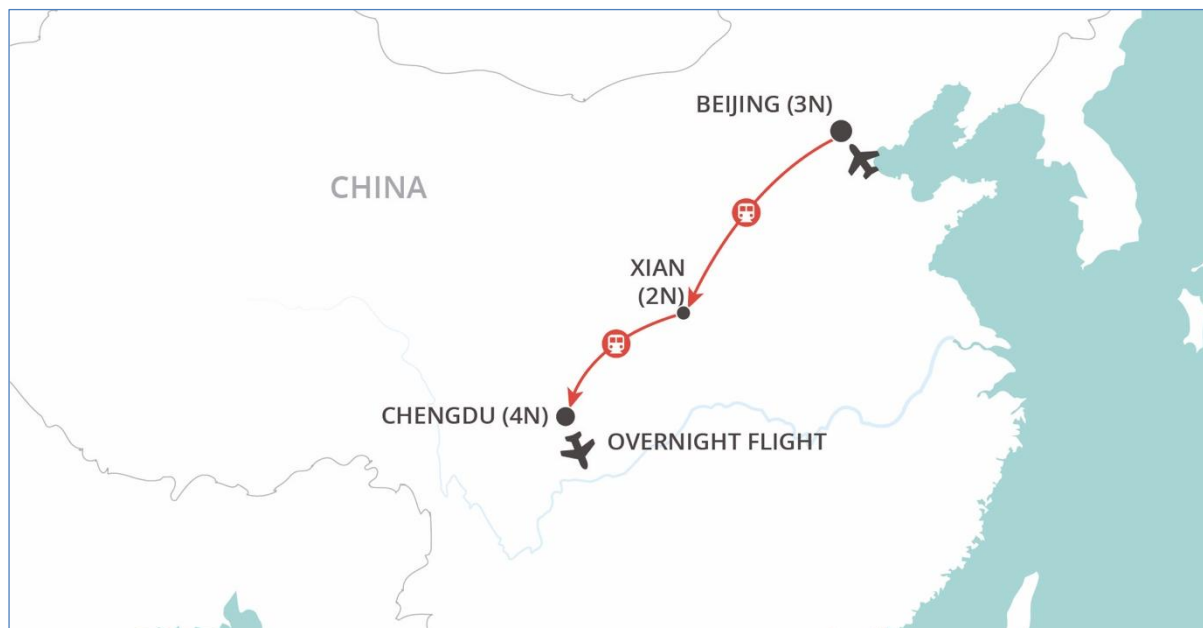 BEIJING (3N)
CHINA
XIAN
(2N)
CHENGDU (4N)
OVERNIGHT FLIGHT